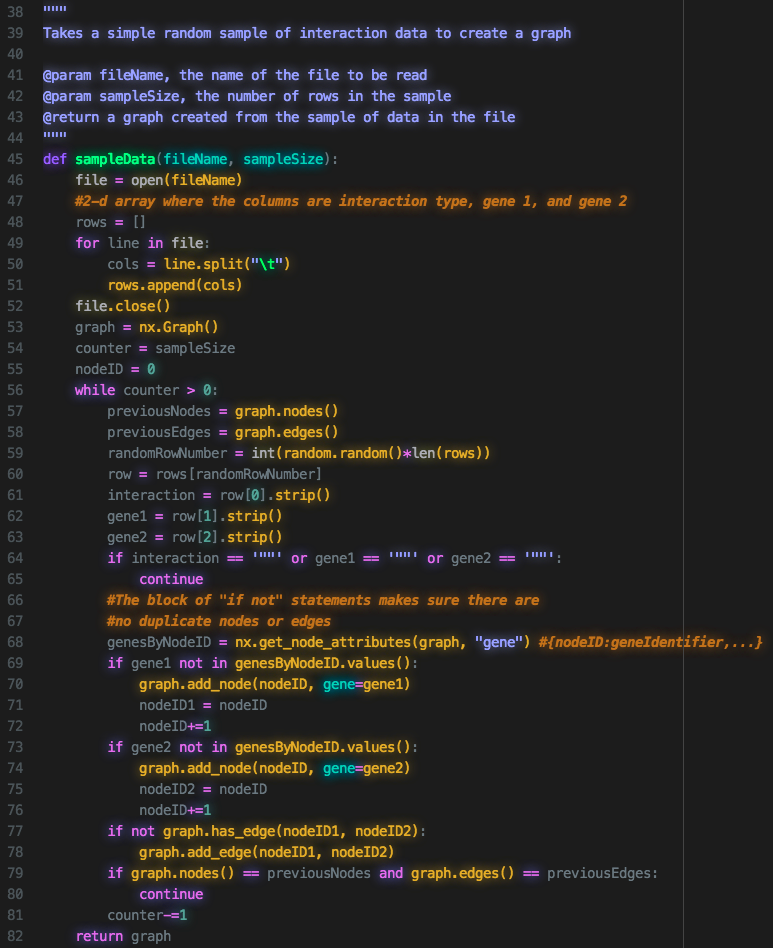 38 """
39 Takes a simple random sample of interaction data to create a graph
40
41 @param fileName, the name of the file to be read
42 @param sampleSize, the number of rows in the sample
43 @return a graph created from the sample of data in the file
44 """
45 def sampleData(fileName, sampleSize):
46     file = open(fileName)
47     #2-d array where the columns are interaction type, gene 1, and gene 2
48     rows = []
49     for line in file:
50         cols = line.split("\t")
51         rows.append(cols)
52     file.close()
53     graph = nx.Graph()
54     counter = sampleSize
55     nodeID = 0
56     while counter > 0:
57         previousNodes = graph.nodes()
58         previousEdges = graph.edges()
59         randomRowNumber = int(random.random()*len(rows))
60         row = rows[randomRowNumber]
61         interaction = row[0].strip()
62         gene1 = row[1].strip()
63         gene2 = row[2].strip()
64         if interaction == '""' or gene1 == '""' or gene2 == '""':
65             continue
66         #The block of "if not" statements makes sure there are
67         #no duplicate nodes or edges
68         genesByNodeID = nx.get_node_attributes(graph, "gene") #{nodeID:geneIdentifier,...}
69         if gene1 not in genesByNodeID.values():
70             graph.add_node(nodeID, gene=gene1)
71             nodeID1 = nodeID
72             nodeID+=1
73         if gene2 not in genesByNodeID.values():
74             graph.add_node(nodeID, gene=gene2)
75             nodeID2 = nodeID
76             nodeID+=1
77         if not graph.has_edge(nodeID1, nodeID2):
78             graph.add_edge(nodeID1, nodeID2)
79         if graph.nodes() == previousNodes and graph.edges() == previousEdges:
80             continue
81         counter-=1
82     return graph